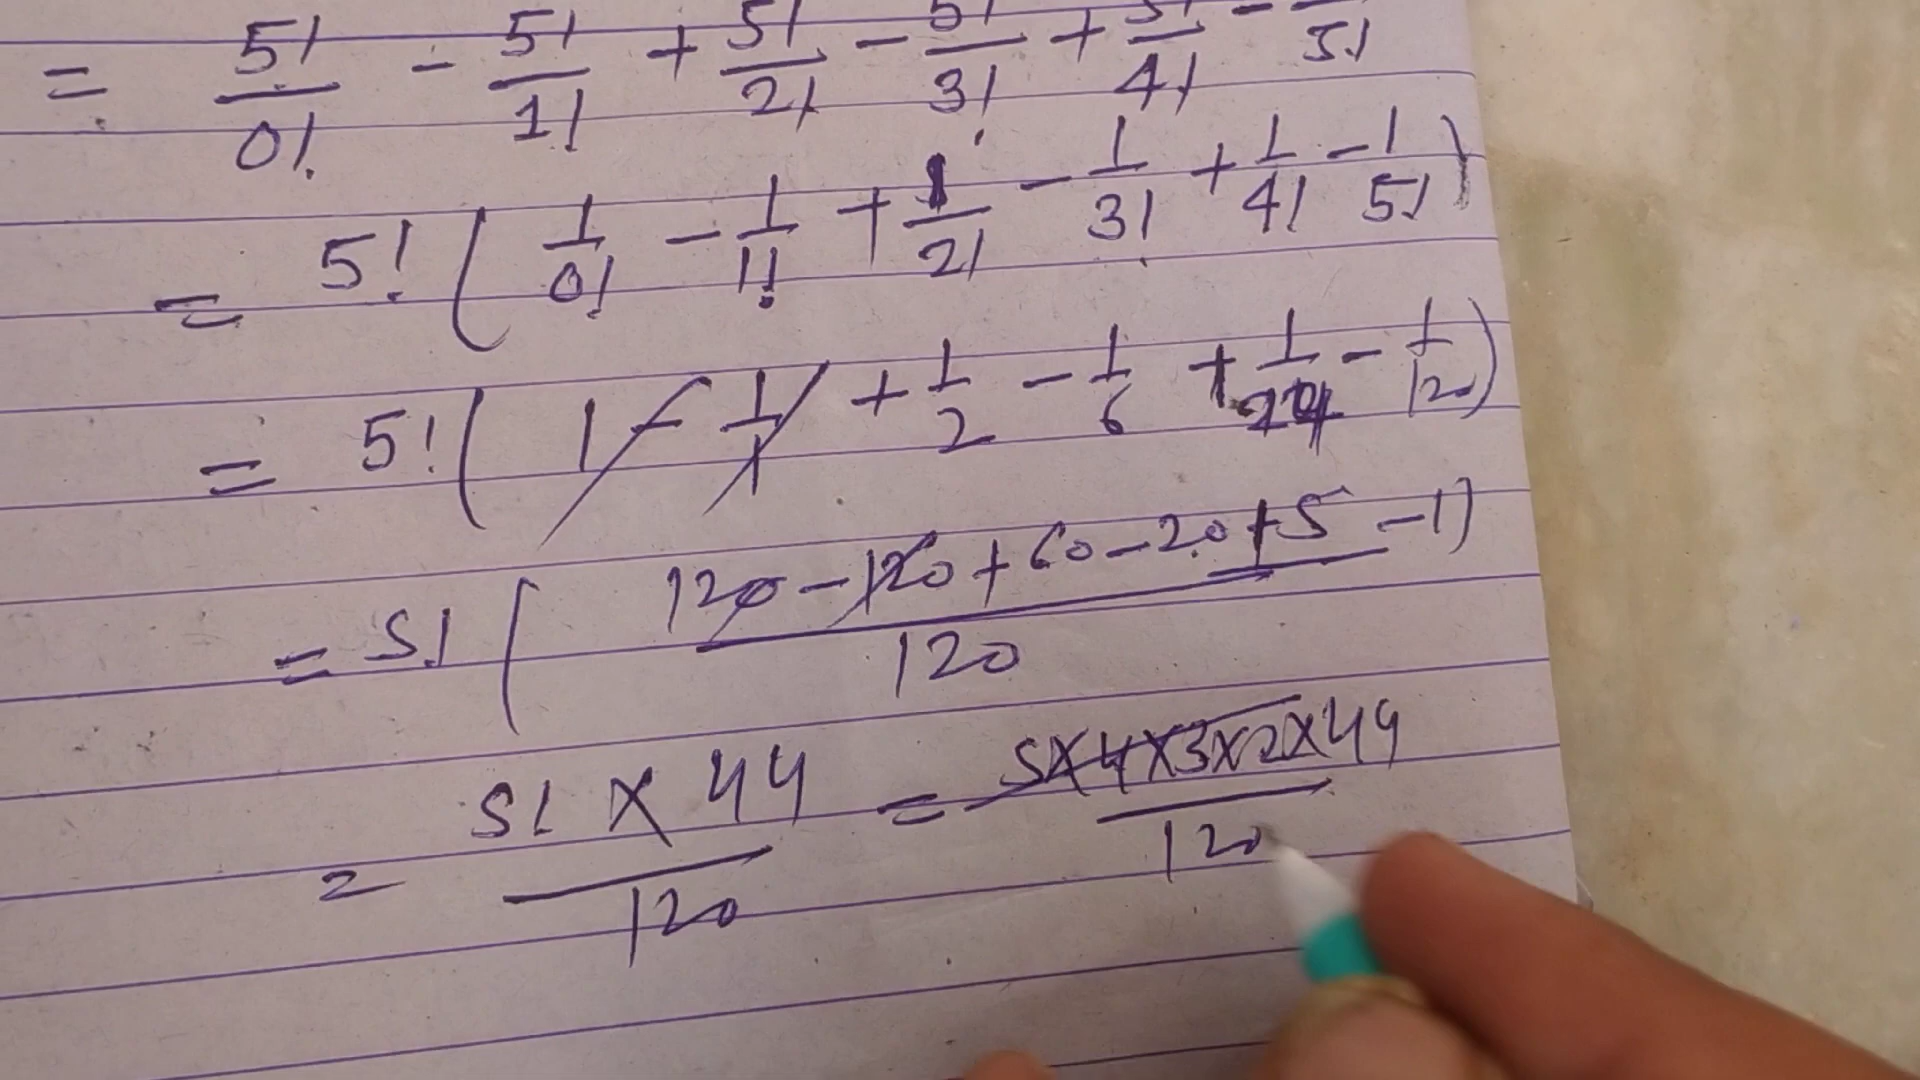 = 5!/0! - 5!/1! + 5!/2! - 5!/3! + 5!/4! - 5!/5!
= 5! ( 1/0! - 1/1! + 1/2! - 1/3! + 1/4! - 1/5! )
= 5! ( 1 - 1/1 + 1/2 - 1/6 + 1/24 - 1/120 )
= 5! ( 120 - 120 + 60 - 20 + 5 - 1 ) / 120
= 5! × 44 / 120 = 5×4×3×2×44 / 120